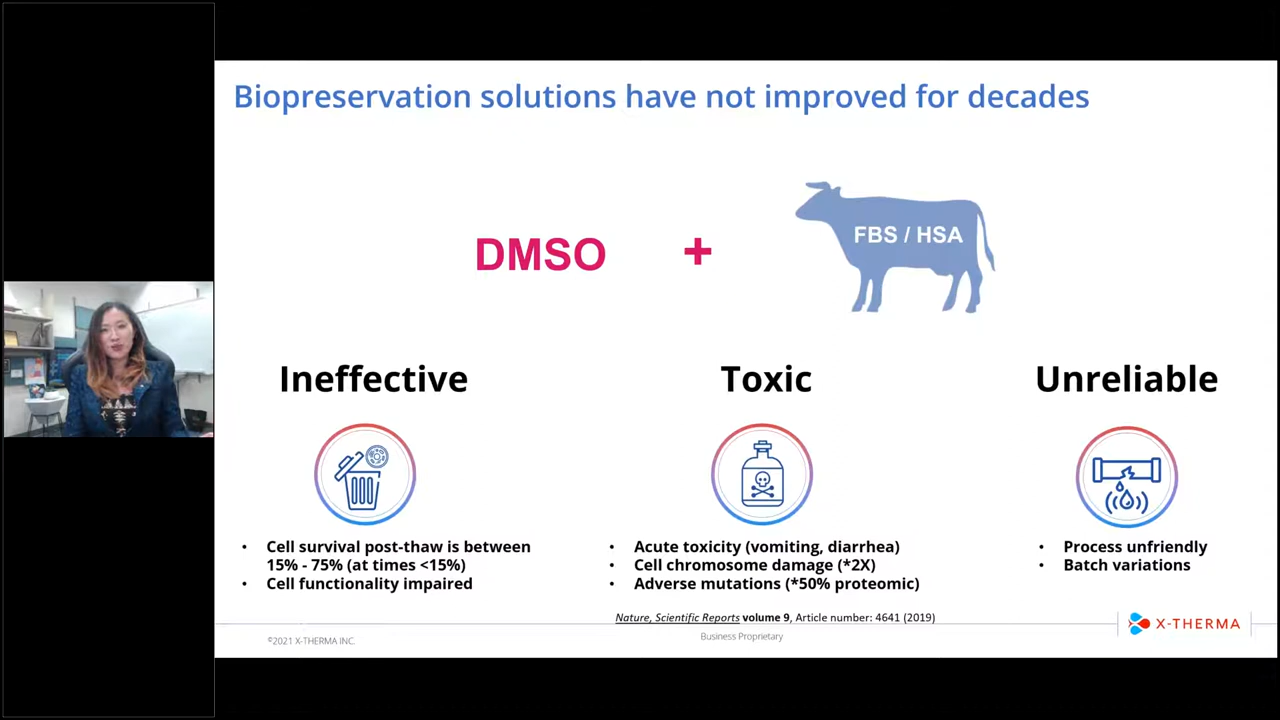 Biopreservation solutions have not improved for decades
DMSO + FBS / HSA
Ineffective
• Cell survival post-thaw is between
15% - 75% (at times <15%)
• Cell functionality impaired
Toxic
• Acute toxicity (vomiting, diarrhea)
• Cell chromosome damage (*2X)
• Adverse mutations (*50% proteomic)
Unreliable
• Process unfriendly
• Batch variations
Nature, Scientific Reports volume 9, Article number: 4641 (2019)
©2021 X-THERMA INC.
Business Proprietary
X-THERMA